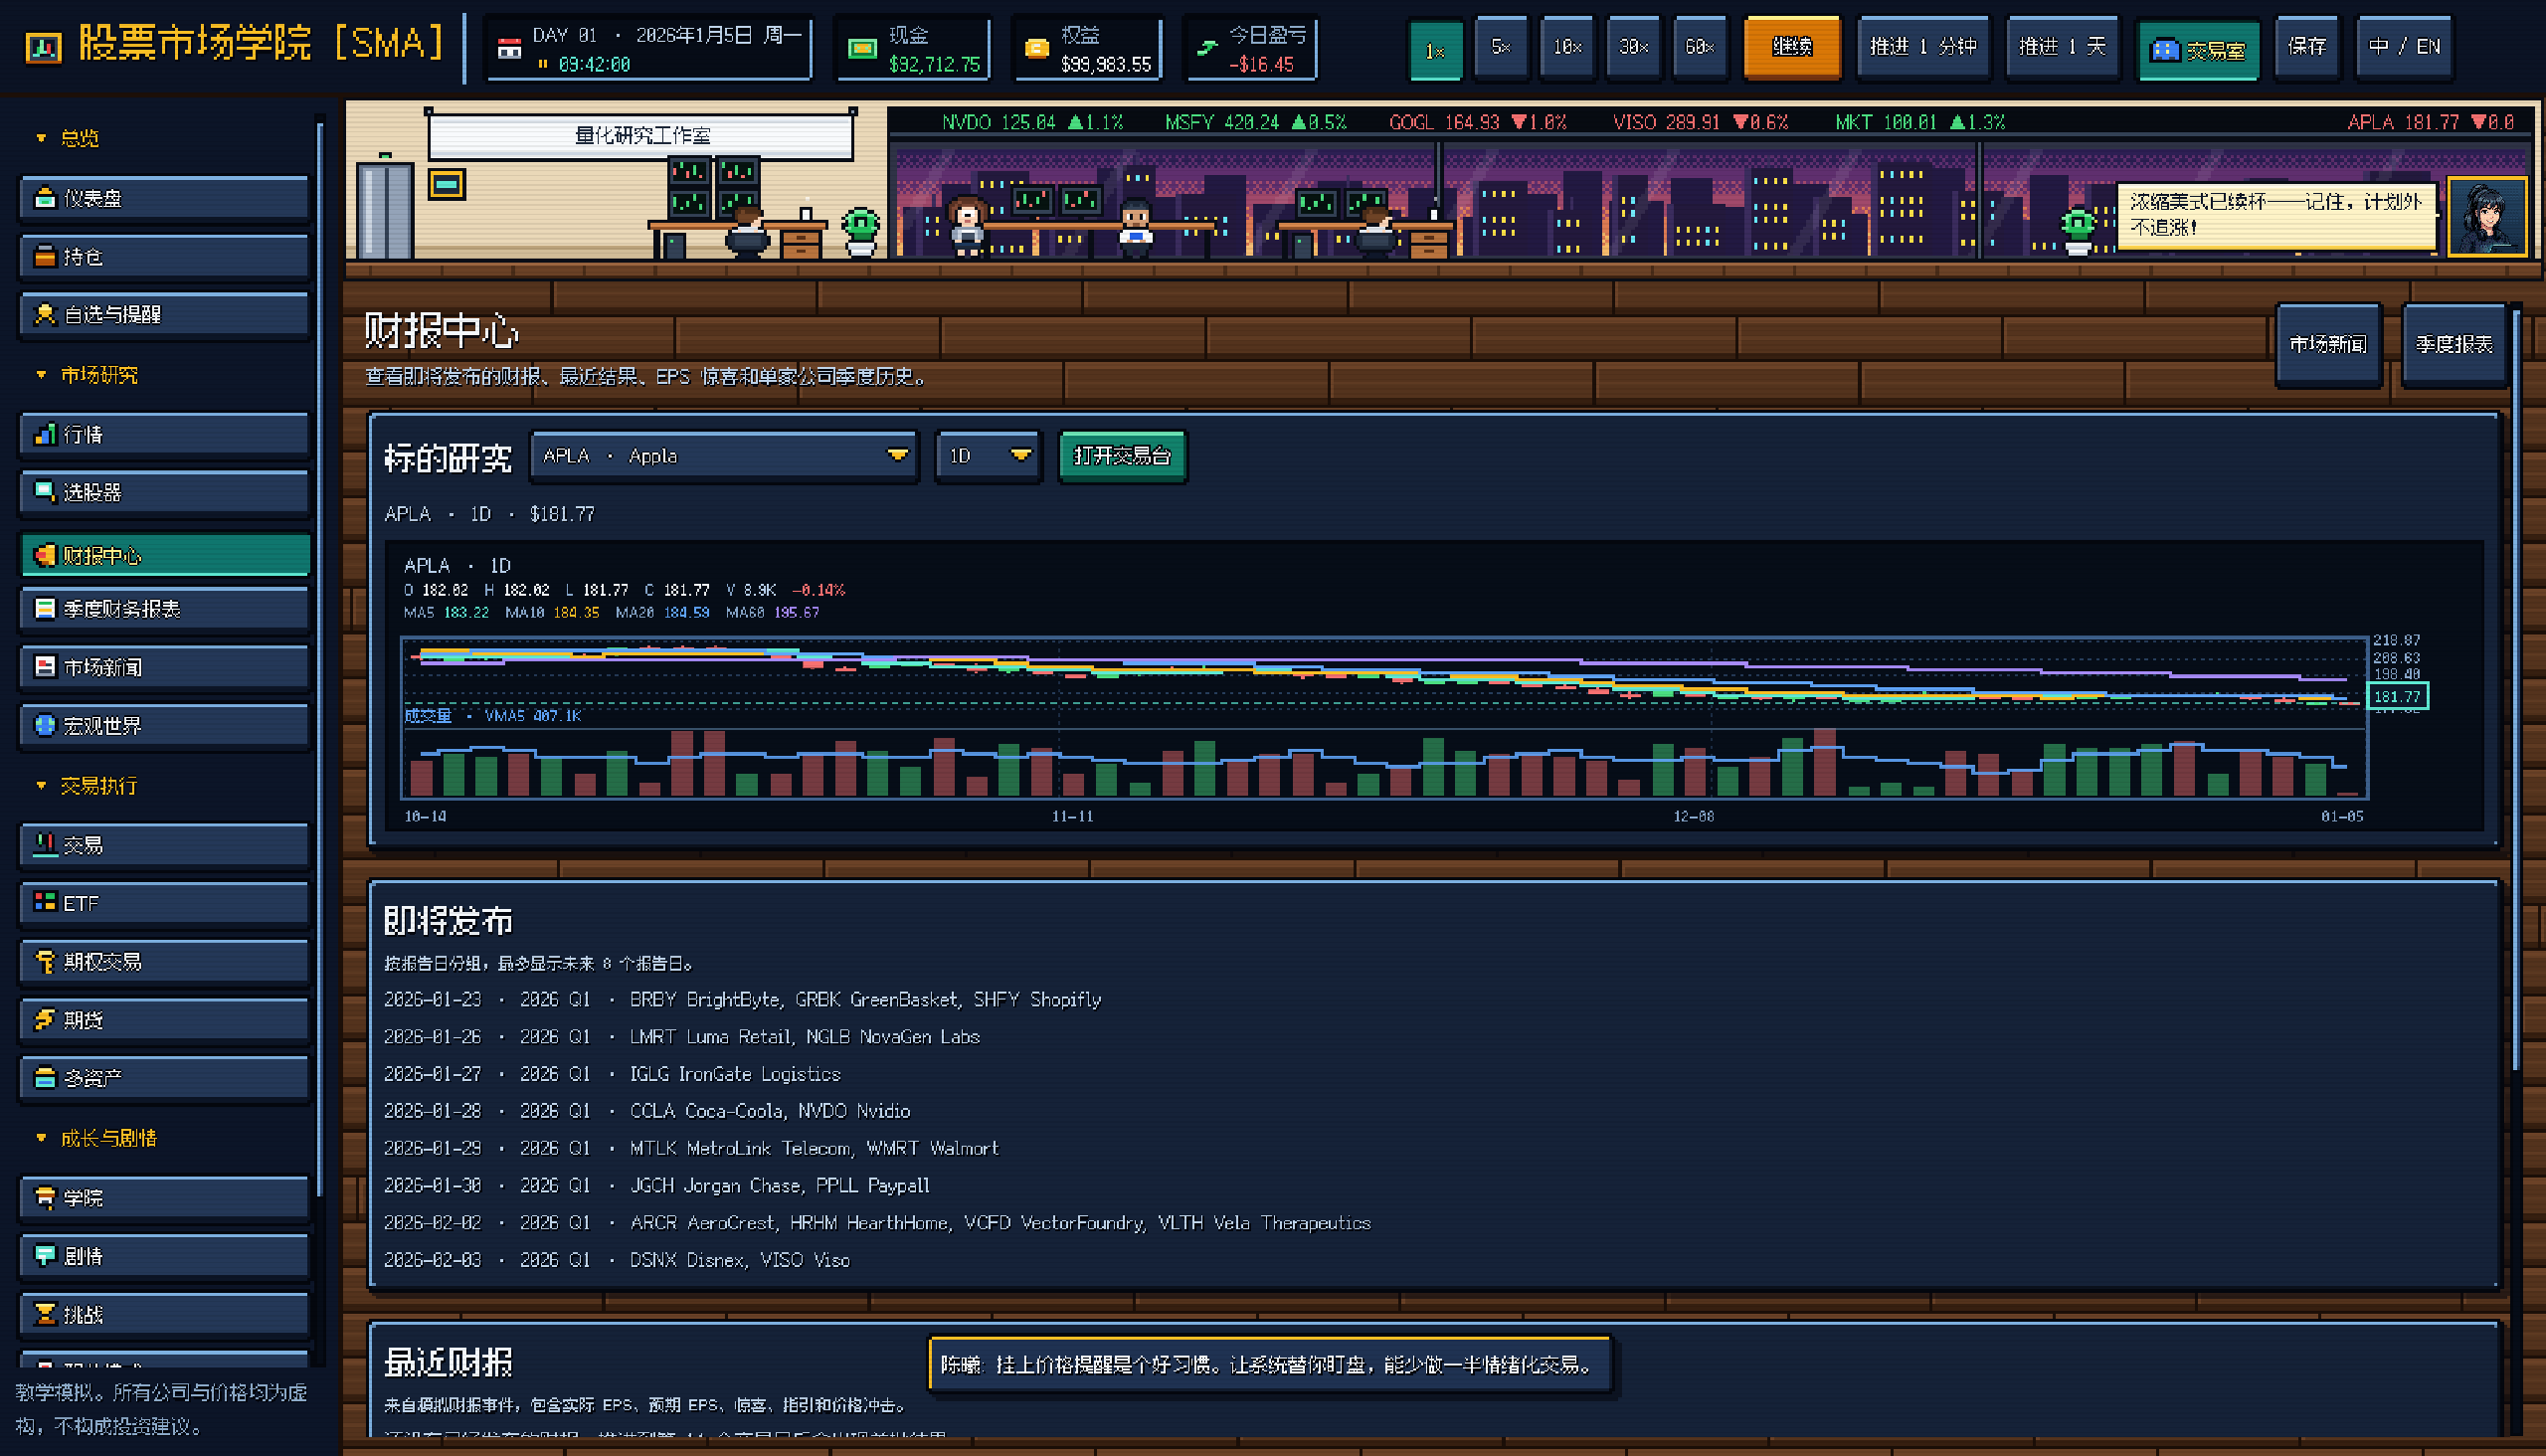 股票市场学院 [SMA]
DAY 01 · 2026年1月5日 周一
09:42:00
现金
$92,712.75
权益
$99,983.55
今日盈亏
-$16.45
1×
5×
10×
30×
60×
继续
推进 1 分钟
推进 1 天
交易室
保存
中 / EN
总览
仪表盘
持仓
自选与提醒
市场研究
行情
选股器
财报中心
季度财务报表
市场新闻
宏观世界
交易执行
交易
ETF
期权交易
期货
多资产
成长与剧情
学院
剧情
挑战
教学模拟。所有公司与价格均为虚
构，不构成投资建议。
量化研究工作室
NVDO 125.04 ▲1.1% MSFY 420.24 ▲0.5% GOGL 164.93 ▼1.0% VISO 289.91 ▼0.6% MKT 100.01 ▲1.3% APLA 181.77 ▼0.0
浓缩美式已续杯——记住，计划外
不追涨！
财报中心
查看即将发布的财报、最近结果、EPS 惊喜和单家公司季度历史。
市场新闻
季度报表
标的研究
APLA · Appla
1D
打开交易台
APLA · 1D · $181.77
APLA · 1D
O 182.02 H 182.02 L 181.77 C 181.77 V 8.9K -0.14%
MA5 183.22 MA10 184.35 MA20 184.59 MA60 195.67
218.87
208.63
198.40
181.77
成交量 · VMA5 407.1K
10-14
11-11
12-08
01-05
即将发布
按报告日分组，最多显示未来 8 个报告日。
2026-01-23 · 2026 Q1 · BRBY BrightByte, GRBK GreenBasket, SHFY Shopifly
2026-01-26 · 2026 Q1 · LMRT Luma Retail, NGLB NovaGen Labs
2026-01-27 · 2026 Q1 · IGLG IronGate Logistics
2026-01-28 · 2026 Q1 · CCLA Coca-Coola, NVDO Nvidio
2026-01-29 · 2026 Q1 · MTLK MetroLink Telecom, WMRT Walmort
2026-01-30 · 2026 Q1 · JGCH Jorgan Chase, PPLL Paypall
2026-02-02 · 2026 Q1 · ARCR AeroCrest, HRHM HearthHome, VCFD VectorFoundry, VLTH Vela Therapeutics
2026-02-03 · 2026 Q1 · DSNX Disnex, VISO Viso
最近财报
来自模拟财报事件，包含实际 EPS、预期 EPS、惊喜、指引和价格冲击。
陈曦: 挂上价格提醒是个好习惯。让系统替你盯盘，能少做一半情绪化交易。